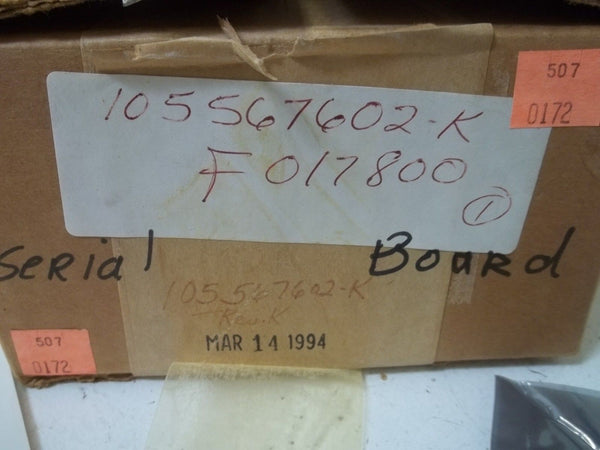 507
0172
105567602-K
F017800
1
Serial Board
105567602-K
Rev.K
MAR 14 1994
507
0172